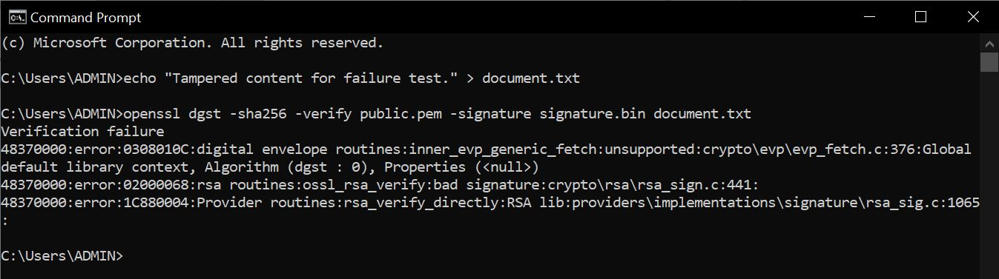 Command Prompt
(c) Microsoft Corporation. All rights reserved.
C:\Users\ADMIN>echo "Tampered content for failure test." > document.txt
C:\Users\ADMIN>openssl dgst -sha256 -verify public.pem -signature signature.bin document.txt
Verification failure
48370000:error:0308010C:digital envelope routines:inner_evp_generic_fetch:unsupported:crypto\evp\evp_fetch.c:376:Global
default library context, Algorithm (dgst : 0), Properties (<null>)
48370000:error:02000068:rsa routines:ossl_rsa_verify:bad signature:crypto\rsa\rsa_sign.c:441:
48370000:error:1C880004:Provider routines:rsa_verify_directly:RSA lib:providers\implementations\signature\rsa_sig.c:1065
:
C:\Users\ADMIN>